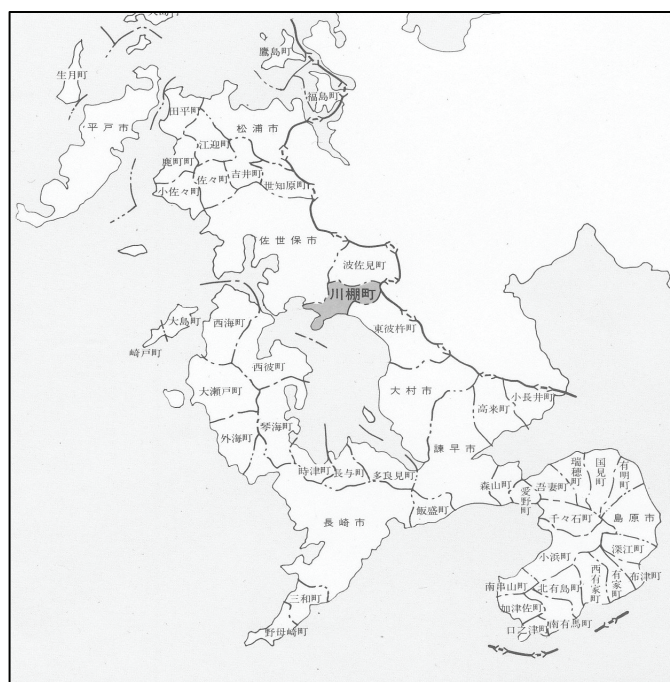 鷹島町
生月町
福島町
田平町
平戸市
松浦市
江迎町
鹿町町
佐々町
吉井町
世知原町
小佐々町
佐世保市
波佐見町
川棚町
大島町
西海町
東彼杵町
崎戸町
西彼町
大瀬戸町
大村市
高来町
小長井町
琴海町
外海町
諫早市
時津町
長与町
多良見町
森山町
愛野町
吾妻町
瑞穂町
国見町
有明町
飯盛町
長崎市
千々石町
島原市
小浜町
深江町
布津町
有家町
西有家町
北有馬町
南串山町
加津佐町
口之津町
南有馬町
三和町
野母崎町